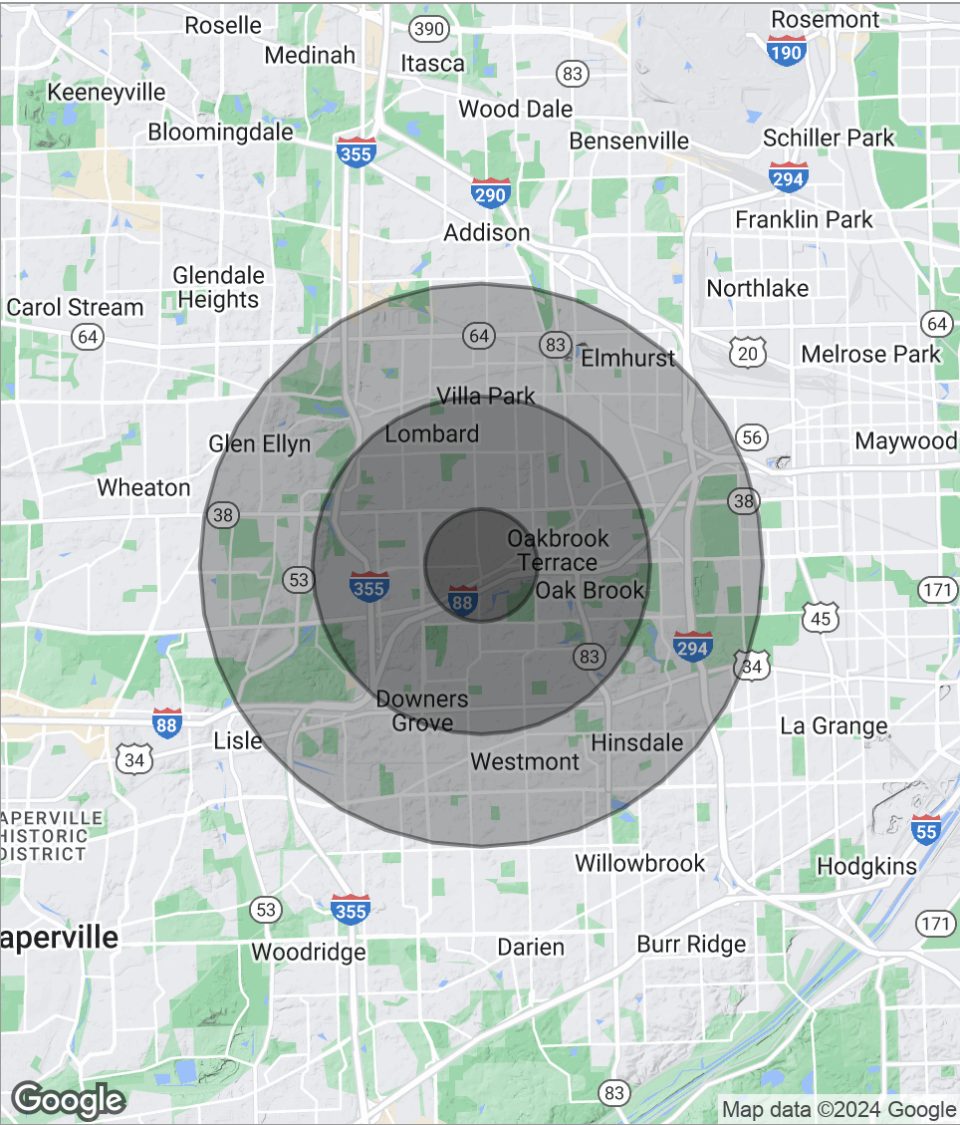 Roselle
390
Rosemont
Medinah
Itasca
190
83
Keeneyville
Wood Dale
Bloomingdale
Bensenville
Schiller Park
355
294
290
Franklin Park
Addison
Glendale
Heights
Northlake
Carol Stream
64
64
83
64
20
Elmhurst
Melrose Park
Villa Park
Lombard
56
Glen Ellyn
Maywood
Wheaton
38
38
Oakbrook
Terrace
53
355
88
Oak Brook
171
45
83
294
34
Downers
Grove
88
La Grange
Lisle
Hinsdale
34
Westmont
APERVILLE
HISTORIC
DISTRICT
55
Willowbrook
Hodgkins
53
355
171
aperville
Woodridge
Darien
Burr Ridge
83
Google
Map data ©2024 Google